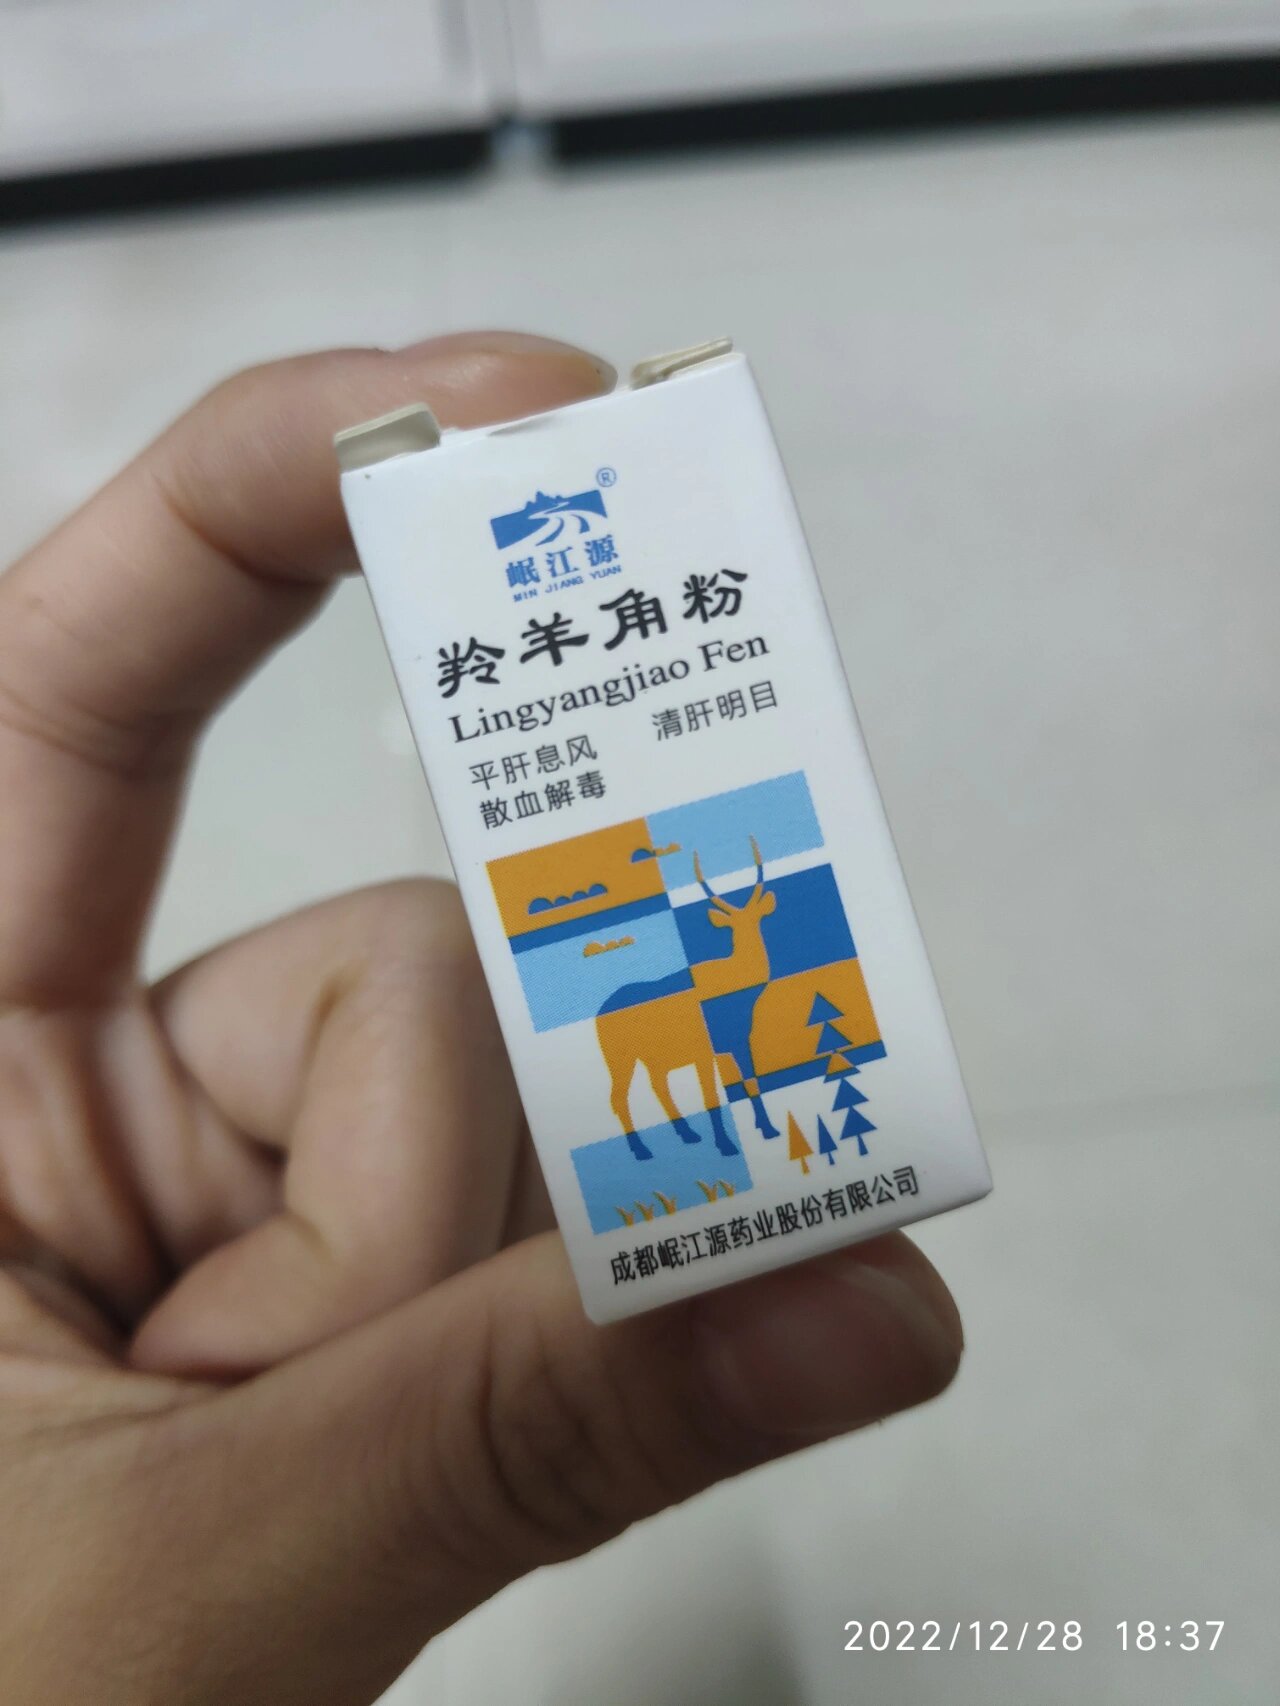 ®
岷江源
MIN JIANG YUAN
羚羊角粉
Lingyangjiao Fen
平肝息风 清肝明目
散血解毒
成都岷江源药业股份有限公司
2022/12/28 18:37